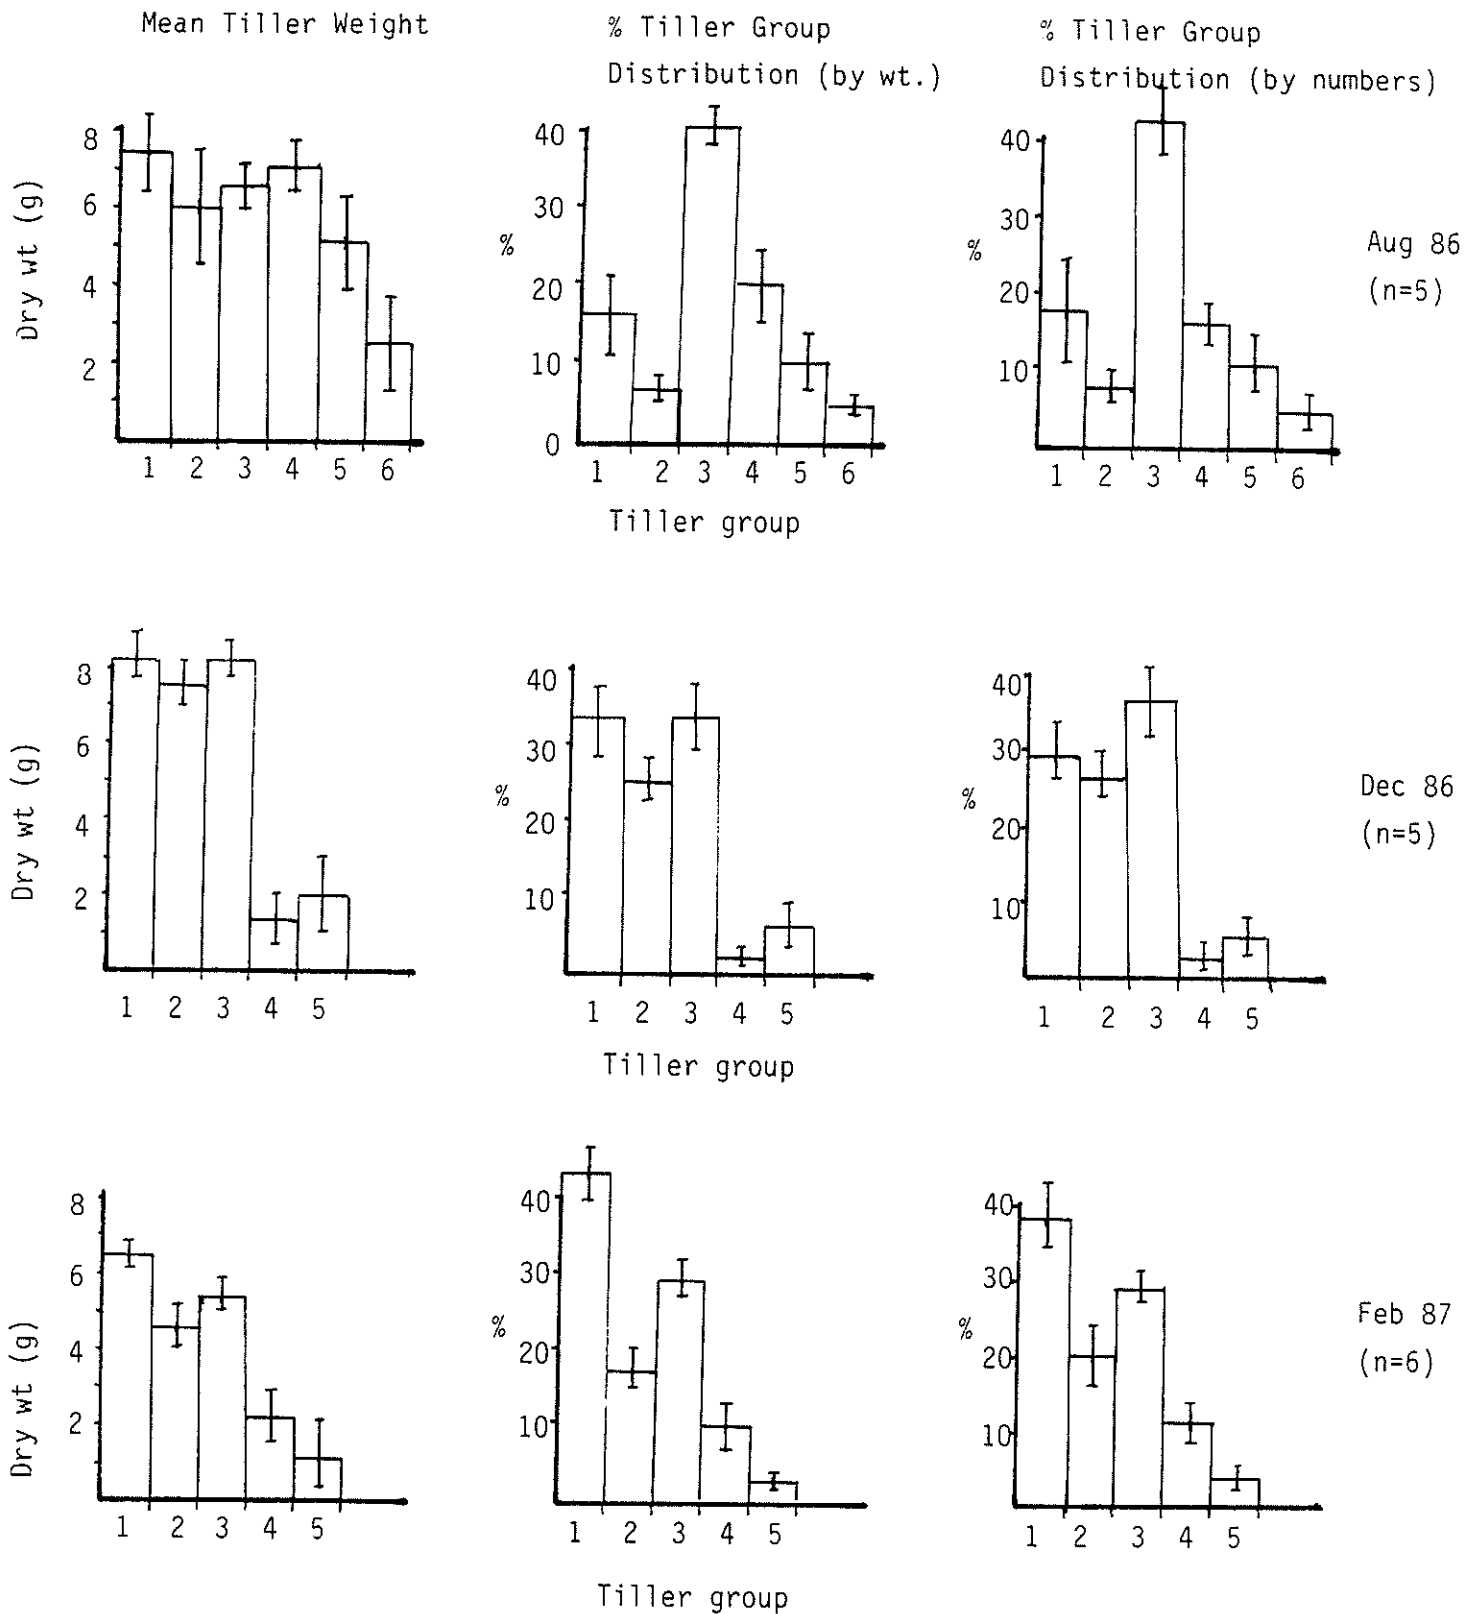 Mean Tiller Weight
% Tiller Group
Distribution (by wt.)
% Tiller Group
Distribution (by numbers)
Dry wt (g)
8
6
4
2
1 2 3 4 5 6
%
40
30
20
10
0
1 2 3 4 5 6
Tiller group
%
40
30
20
10
1 2 3 4 5 6
Aug 86
(n=5)
Dry wt (g)
8
6
4
2
1 2 3 4 5
%
40
30
20
10
1 2 3 4 5
Tiller group
%
40
30
20
10
1 2 3 4 5
Dec 86
(n=5)
Dry wt (g)
8
6
4
2
1 2 3 4 5
%
40
30
20
10
1 2 3 4 5
Tiller group
%
40
30
20
10
1 2 3 4 5
Feb 87
(n=6)